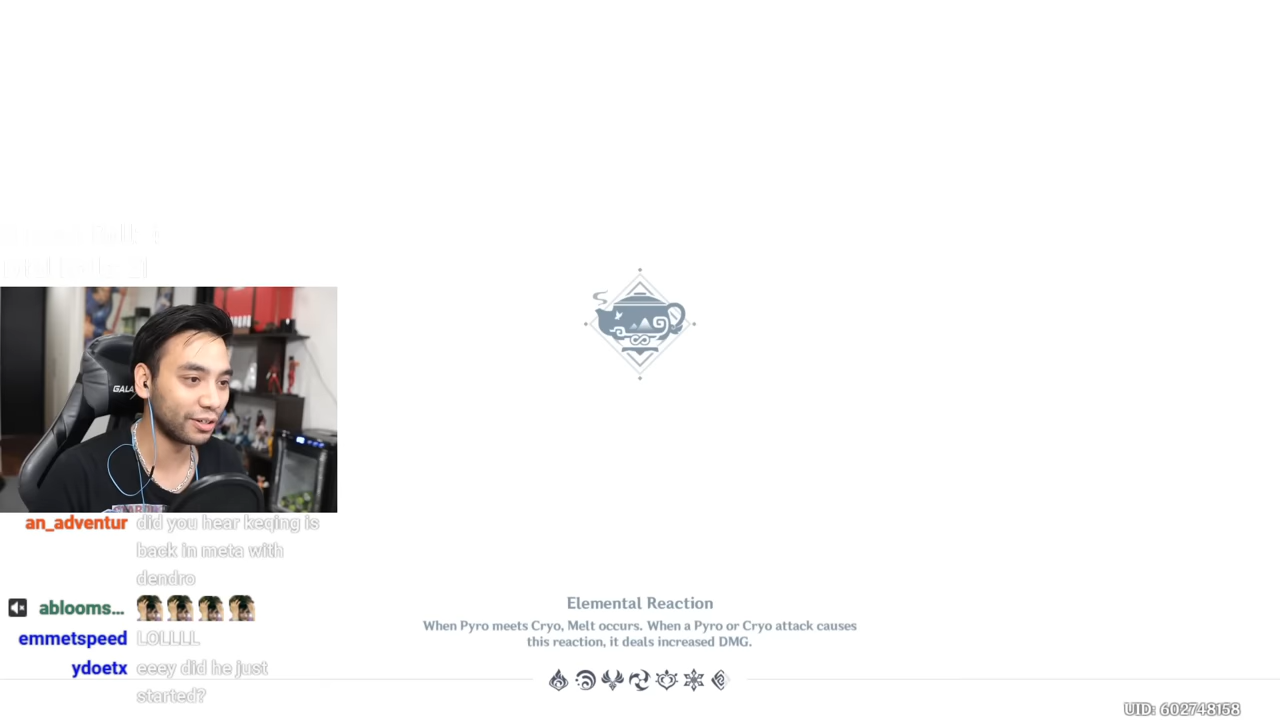 GALA
an_adventur did you hear keqing is
back in meta with
dendro
ablooms...
emmetspeed LOLLLL
ydoetx eeey did he just
started?
Elemental Reaction
When Pyro meets Cryo, Melt occurs. When a Pyro or Cryo attack causes
this reaction, it deals increased DMG.
UID: 602748158